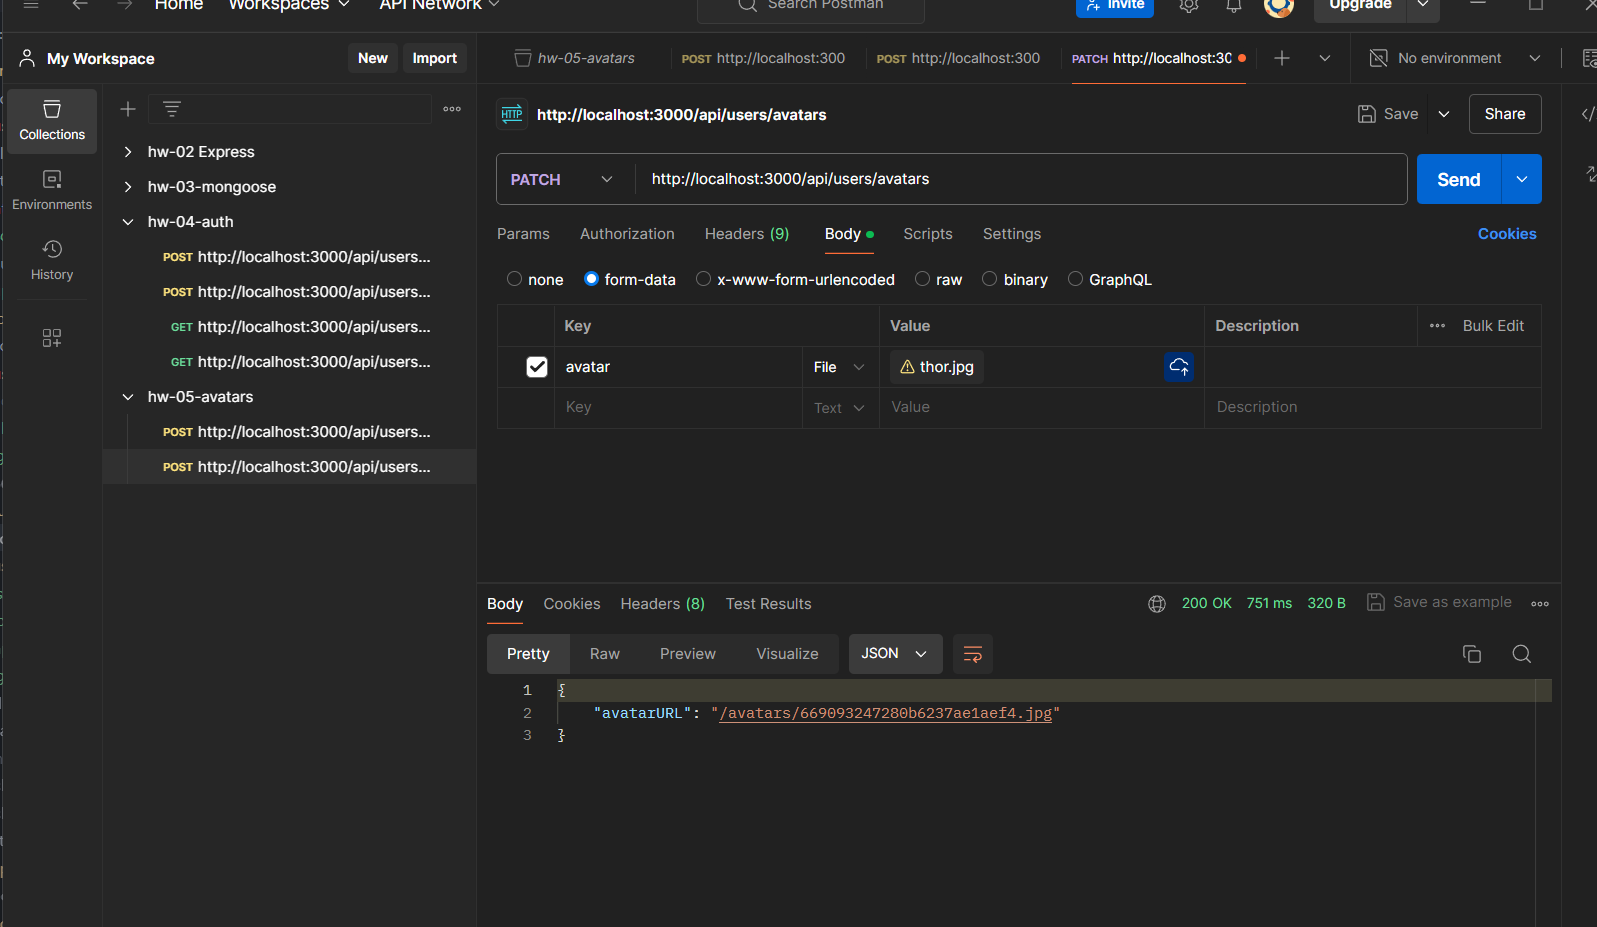 Home Workspaces API Network Search Postman Invite Upgrade
My Workspace New Import hw-05-avatars POST http://localhost:300 POST http://localhost:300 PATCH http://localhost:30 No environment
Collections
Environments
History
hw-02 Express
hw-03-mongoose
hw-04-auth
POST http://localhost:3000/api/users...
POST http://localhost:3000/api/users...
GET http://localhost:3000/api/users...
GET http://localhost:3000/api/users...
hw-05-avatars
POST http://localhost:3000/api/users...
POST http://localhost:3000/api/users...
HTTP http://localhost:3000/api/users/avatars Save Share
PATCH http://localhost:3000/api/users/avatars Send
Params Authorization Headers (9) Body Scripts Settings Cookies
none form-data x-www-form-urlencoded raw binary GraphQL
Key Value Description Bulk Edit
avatar File thor.jpg
Key Text Value Description
Body Cookies Headers (8) Test Results 200 OK 751 ms 320 B Save as example
Pretty Raw Preview Visualize JSON
1 {
2 "avatarURL": "/avatars/669093247280b6237ae1aef4.jpg"
3 }